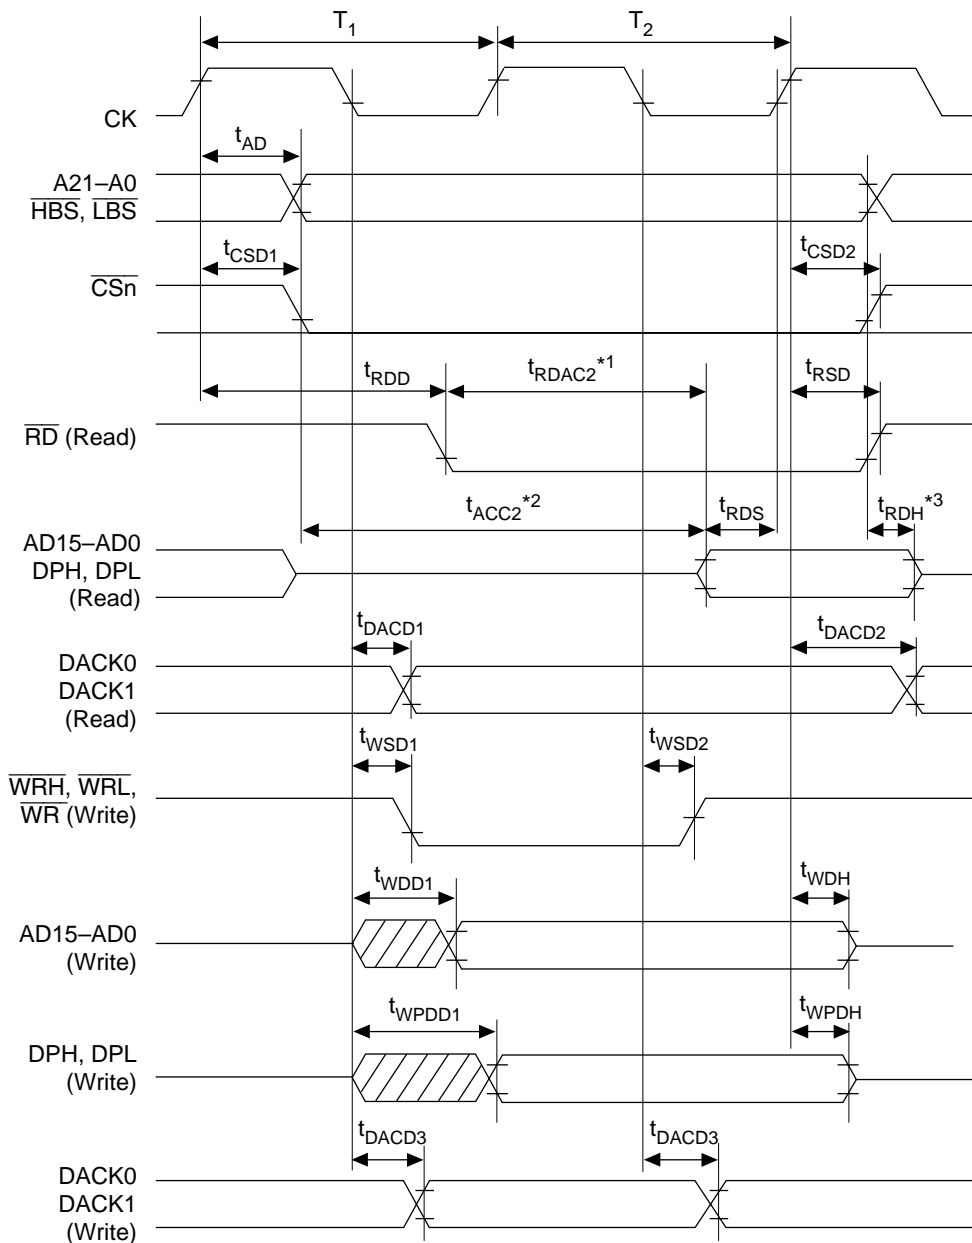 T1 T2
CK
tAD
A21–A0
HBS, LBS
tCSD1 tCSD2
CSn
tRDD tRDAC2*1 tRSD
RD (Read)
tACC2*2 tRDS tRDH*3
AD15–AD0
DPH, DPL
(Read)
tDACD1 tDACD2
DACK0
DACK1
(Read)
tWSD1 tWSD2
WRH, WRL,
WR (Write)
tWDD1 tWDH
AD15–AD0
(Write)
tWPDD1 tWPDH
DPH, DPL
(Write)
tDACD3 tDACD3
DACK0
DACK1
(Write)